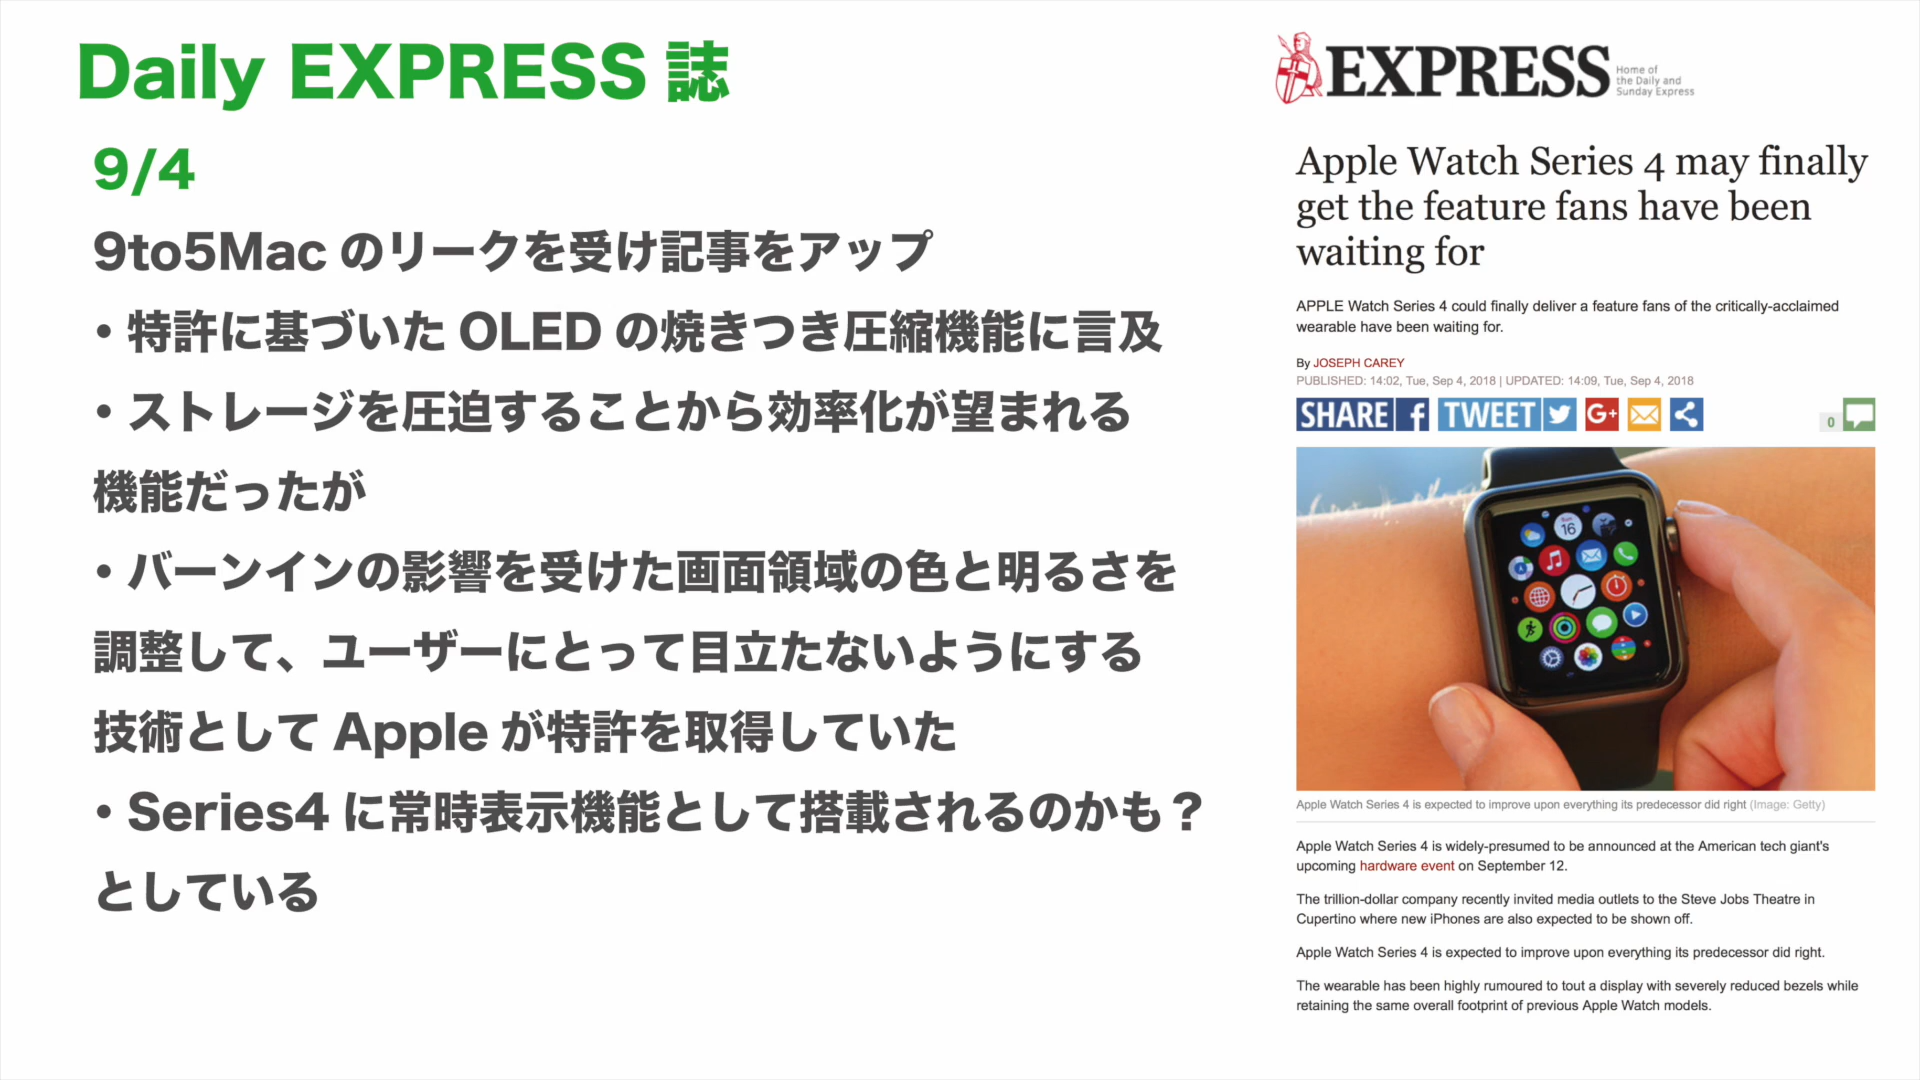 Daily EXPRESS 誌
9/4
9to5Mac のリークを受け記事をアップ
・特許に基づいた OLED の焼きつき圧縮機能に言及
・ストレージを圧迫することから効率化が望まれる
機能だったが
・バーンインの影響を受けた画面領域の色と明るさを
調整して、ユーザーにとって目立たないようにする
技術として Apple が特許を取得していた
・Series4 に常時表示機能として搭載されるのかも？
としている
EXPRESS
Home of
the Daily and
Sunday Express
Apple Watch Series 4 may finally
get the feature fans have been
waiting for
APPLE Watch Series 4 could finally deliver a feature fans of the critically-acclaimed
wearable have been waiting for.
By JOSEPH CAREY
PUBLISHED: 14:02, Tue, Sep 4, 2018 | UPDATED: 14:09, Tue, Sep 4, 2018
SHARE f TWEET G+ 0
16
Apple Watch Series 4 is expected to improve upon everything its predecessor did right (Image: Getty)
Apple Watch Series 4 is widely-presumed to be announced at the American tech giant's
upcoming hardware event on September 12.
The trillion-dollar company recently invited media outlets to the Steve Jobs Theatre in
Cupertino where new iPhones are also expected to be shown off.
Apple Watch Series 4 is expected to improve upon everything its predecessor did right.
The wearable has been highly rumoured to tout a display with severely reduced bezels while
retaining the same overall footprint of previous Apple Watch models.